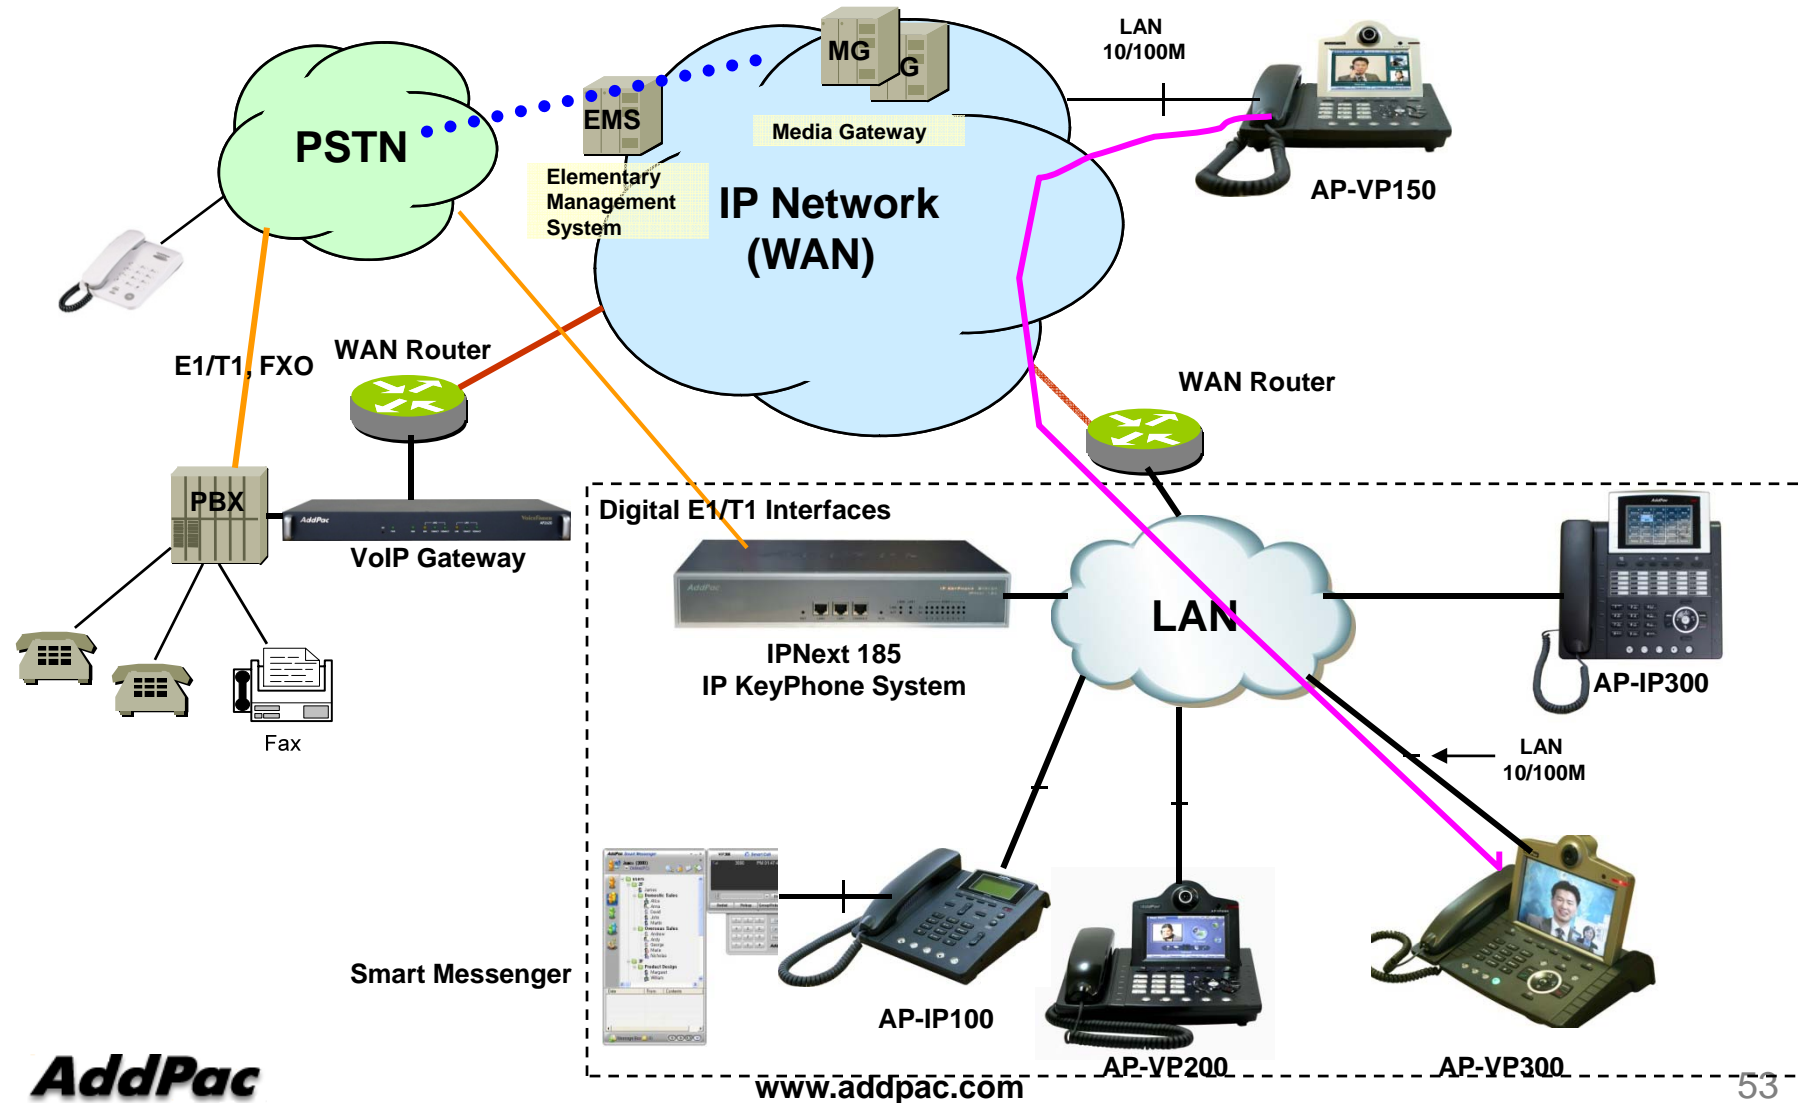 LAN
10/100M
MG
G
EMS
PSTN
Media Gateway
Elementary
Management
System
IP Network
(WAN)
AP-VP150
E1/T1, FXO
WAN Router
WAN Router
PBX
AddPac
VoIP Gateway
Digital E1/T1 Interfaces
AddPac
LAN
IPNext 185
IP KeyPhone System
AP-IP300
Fax
LAN
10/100M
Smart Messenger
AP-IP100
AP-VP200
AP-VP300
AddPac
www.addpac.com
53